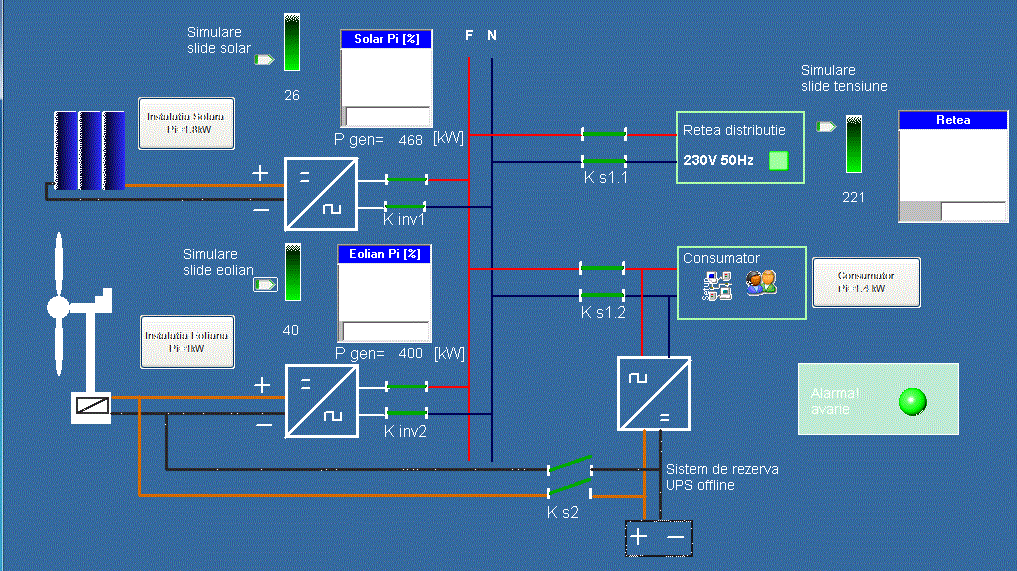 Simulare
slide solar
26
Solar Pi [%]
P gen= 468 [kW]
F N
Simulare
slide tensiune
221
Retea
Instalatia Solara
Pi =1.8kW
+
−
K inv1
Retea distributie
230V 50Hz
K s1.1
Simulare
slide eolian
40
Eolian Pi [%]
P gen= 400 [kW]
Instalatia Eoliana
Pi =1kW
+
−
K inv2
Consumator
K s1.2
Consumator
Pi =1.4 kW
Alarma!
avarie
Sistem de rezerva
UPS offline
K s2
+ −